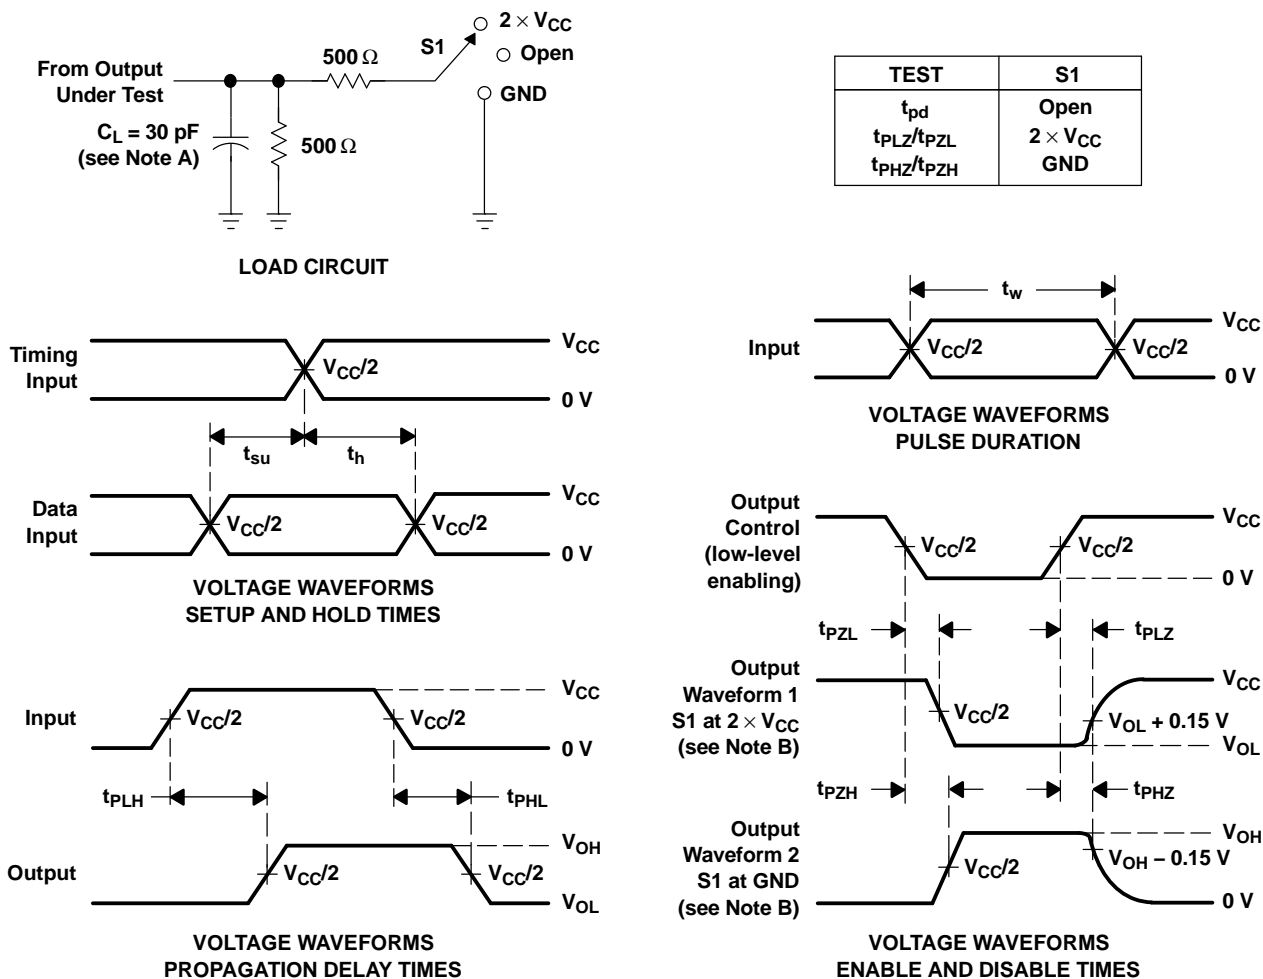 2 × VCC
S1
Open
500 Ω
From Output
Under Test
GND
CL = 30 pF
(see Note A)
500 Ω
LOAD CIRCUIT
TEST S1
tpd Open
tPLZ/tPZL 2 × VCC
tPHZ/tPZH GND
Timing
Input
VCC/2
VCC
0 V
tsu
th
Data
Input
VCC/2
VCC/2
VCC
0 V
VOLTAGE WAVEFORMS
SETUP AND HOLD TIMES
tw
Input
VCC/2
VCC/2
VCC
0 V
VOLTAGE WAVEFORMS
PULSE DURATION
Input
VCC/2
VCC/2
VCC
0 V
tPLH
tPHL
Output
VCC/2
VCC/2
VOH
VOL
VOLTAGE WAVEFORMS
PROPAGATION DELAY TIMES
Output
Control
(low-level
enabling)
VCC/2
VCC/2
VCC
0 V
tPZL
tPLZ
Output
Waveform 1
S1 at 2 × VCC
(see Note B)
VCC/2
VCC
VOL + 0.15 V
VOL
tPZH
tPHZ
Output
Waveform 2
S1 at GND
(see Note B)
VCC/2
VOH
VOH − 0.15 V
0 V
VOLTAGE WAVEFORMS
ENABLE AND DISABLE TIMES